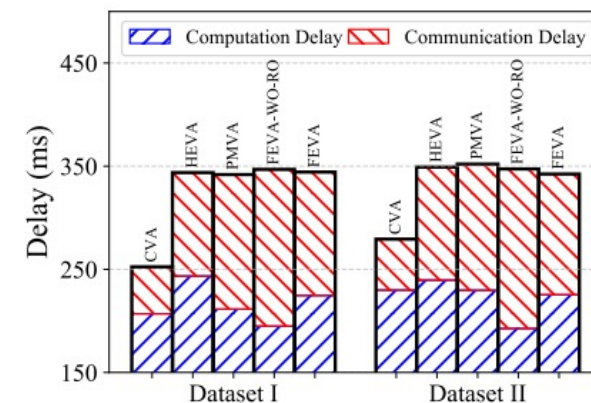 Computation Delay Communication Delay
Delay (ms)
450
350
250
150
CVA
HEVA
PMVA
FEVA-WO-RO
FEVA
CVA
HEVA
PMVA
FEVA-WO-RO
FEVA
Dataset I
Dataset II